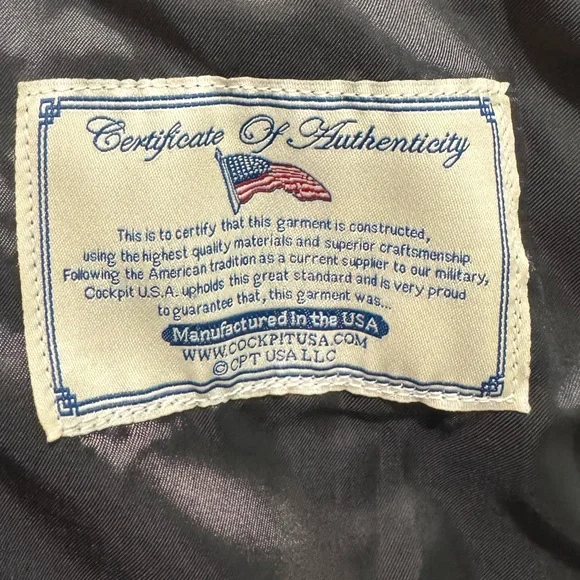 Certificate Of Authenticity
This is to certify that this garment is constructed,
using the highest quality materials and superior craftsmenship.
Following the American tradition as a current supplier to our military,
Cockpit U.S.A. upholds this great standard and is very proud
to guarantee that, this garment was...
Manufactured In the USA
WWW.COCKPITUSA.COM
©CPT USA LLC